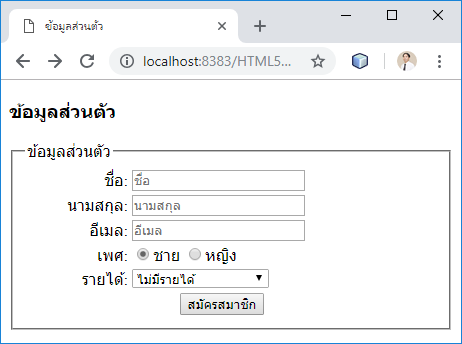 ข้อมูลส่วนตัว
localhost:8383/HTML5...
ข้อมูลส่วนตัว
ข้อมูลส่วนตัว
ชื่อ: ชื่อ
นามสกุล: นามสกุล
อีเมล: อีเมล
เพศ: ชาย หญิง
รายได้: ไม่มีรายได้
สมัครสมาชิก